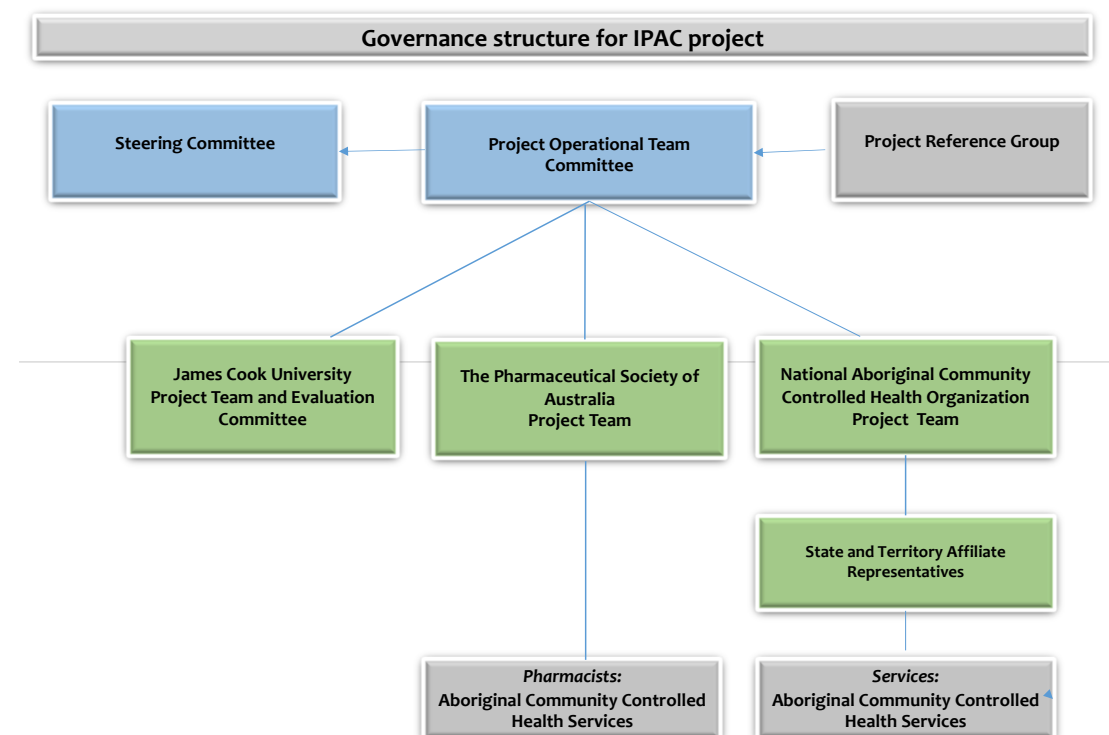 Governance structure for IPAC project
Steering Committee
Project Operational Team
Committee
Project Reference Group
James Cook University
Project Team and Evaluation
Committee
The Pharmaceutical Society of
Australia
Project Team
National Aboriginal Community
Controlled Health Organization
Project Team
State and Territory Affiliate
Representatives
Pharmacists:
Aboriginal Community Controlled
Health Services
Services:
Aboriginal Community Controlled
Health Services